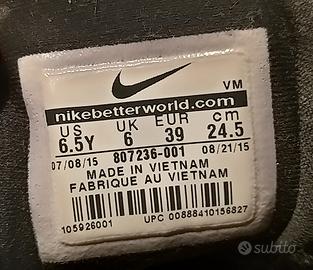 VM
nikebetterworld.com
US UK EUR cm
6.5Y 6 39 24.5
07/08/15 807236-001 08/21/15
MADE IN VIETNAM
FABRIQUE AU VIETNAM
105926001 UPC 00888410156827
subito